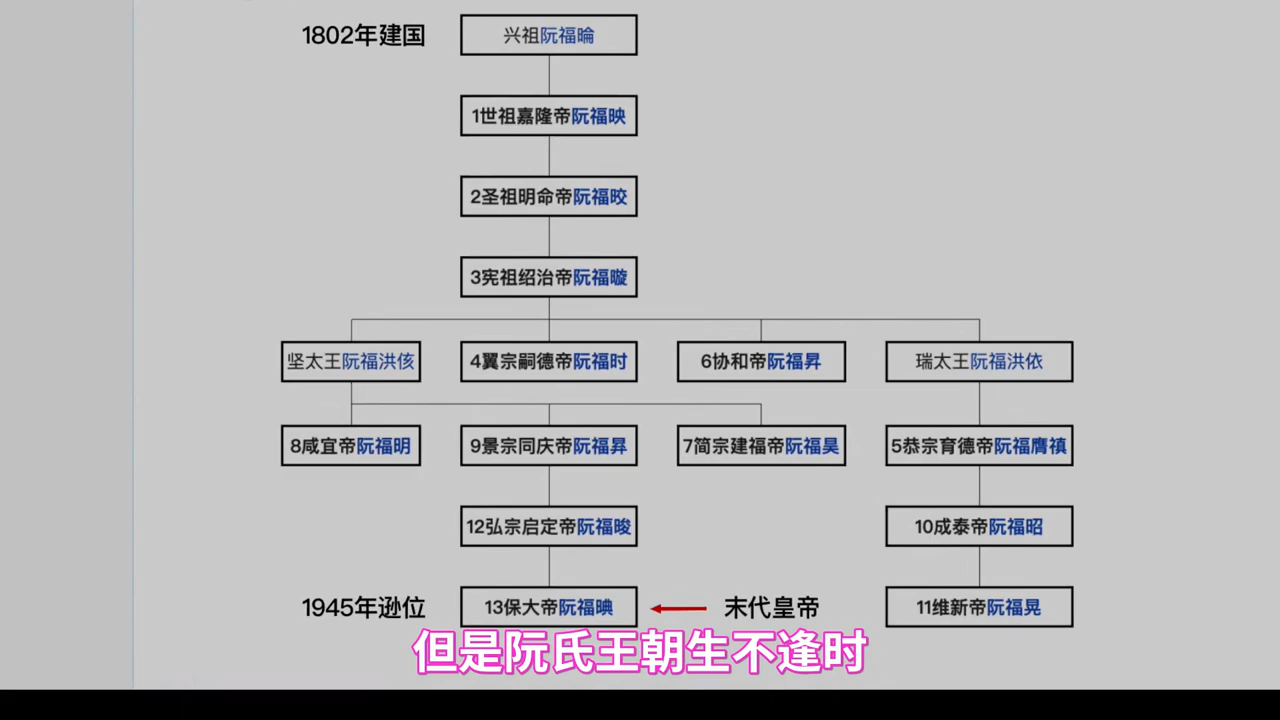 1802年建国
兴祖阮福㫻
1世祖嘉隆帝阮福映
2圣祖明命帝阮福晈
3宪祖绍治帝阮福暶
坚太王阮福洪侅
4翼宗嗣德帝阮福时
6协和帝阮福昇
瑞太王阮福洪依
8咸宜帝阮福明
9景宗同庆帝阮福昪
7简宗建福帝阮福昊
5恭宗育德帝阮福膺禛
12弘宗启定帝阮福晙
10成泰帝阮福昭
1945年逊位
13保大帝阮福晪
末代皇帝
11维新帝阮福晃
但是阮氏王朝生不逢时